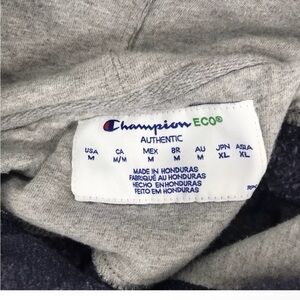 Champion ECO®
AUTHENTIC
USA CA MEX BR AU JPN ASIA
M M/M M M M XL XL
MADE IN HONDURAS
FABRIQUÉ AU HONDURAS
HECHO EN HONDURAS
FEITO EM HONDURAS